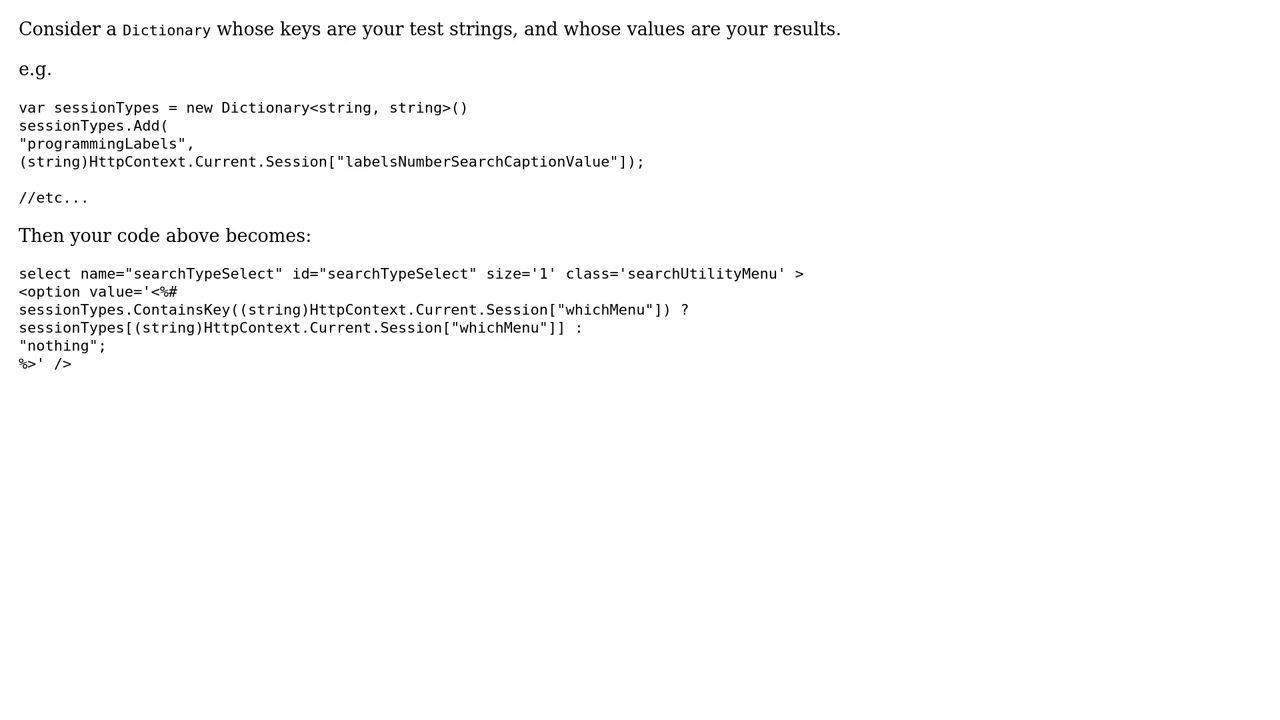 Consider a Dictionary whose keys are your test strings, and whose values are your results.
e.g.
var sessionTypes = new Dictionary<string, string>()
sessionTypes.Add(
"programmingLabels",
(string)HttpContext.Current.Session["labelsNumberSearchCaptionValue"]);
//etc...
Then your code above becomes:
select name="searchTypeSelect" id="searchTypeSelect" size='1' class='searchUtilityMenu' >
<option value='<%#
sessionTypes.ContainsKey((string)HttpContext.Current.Session["whichMenu"]) ?
sessionTypes[(string)HttpContext.Current.Session["whichMenu"]] :
"nothing";
%>' />